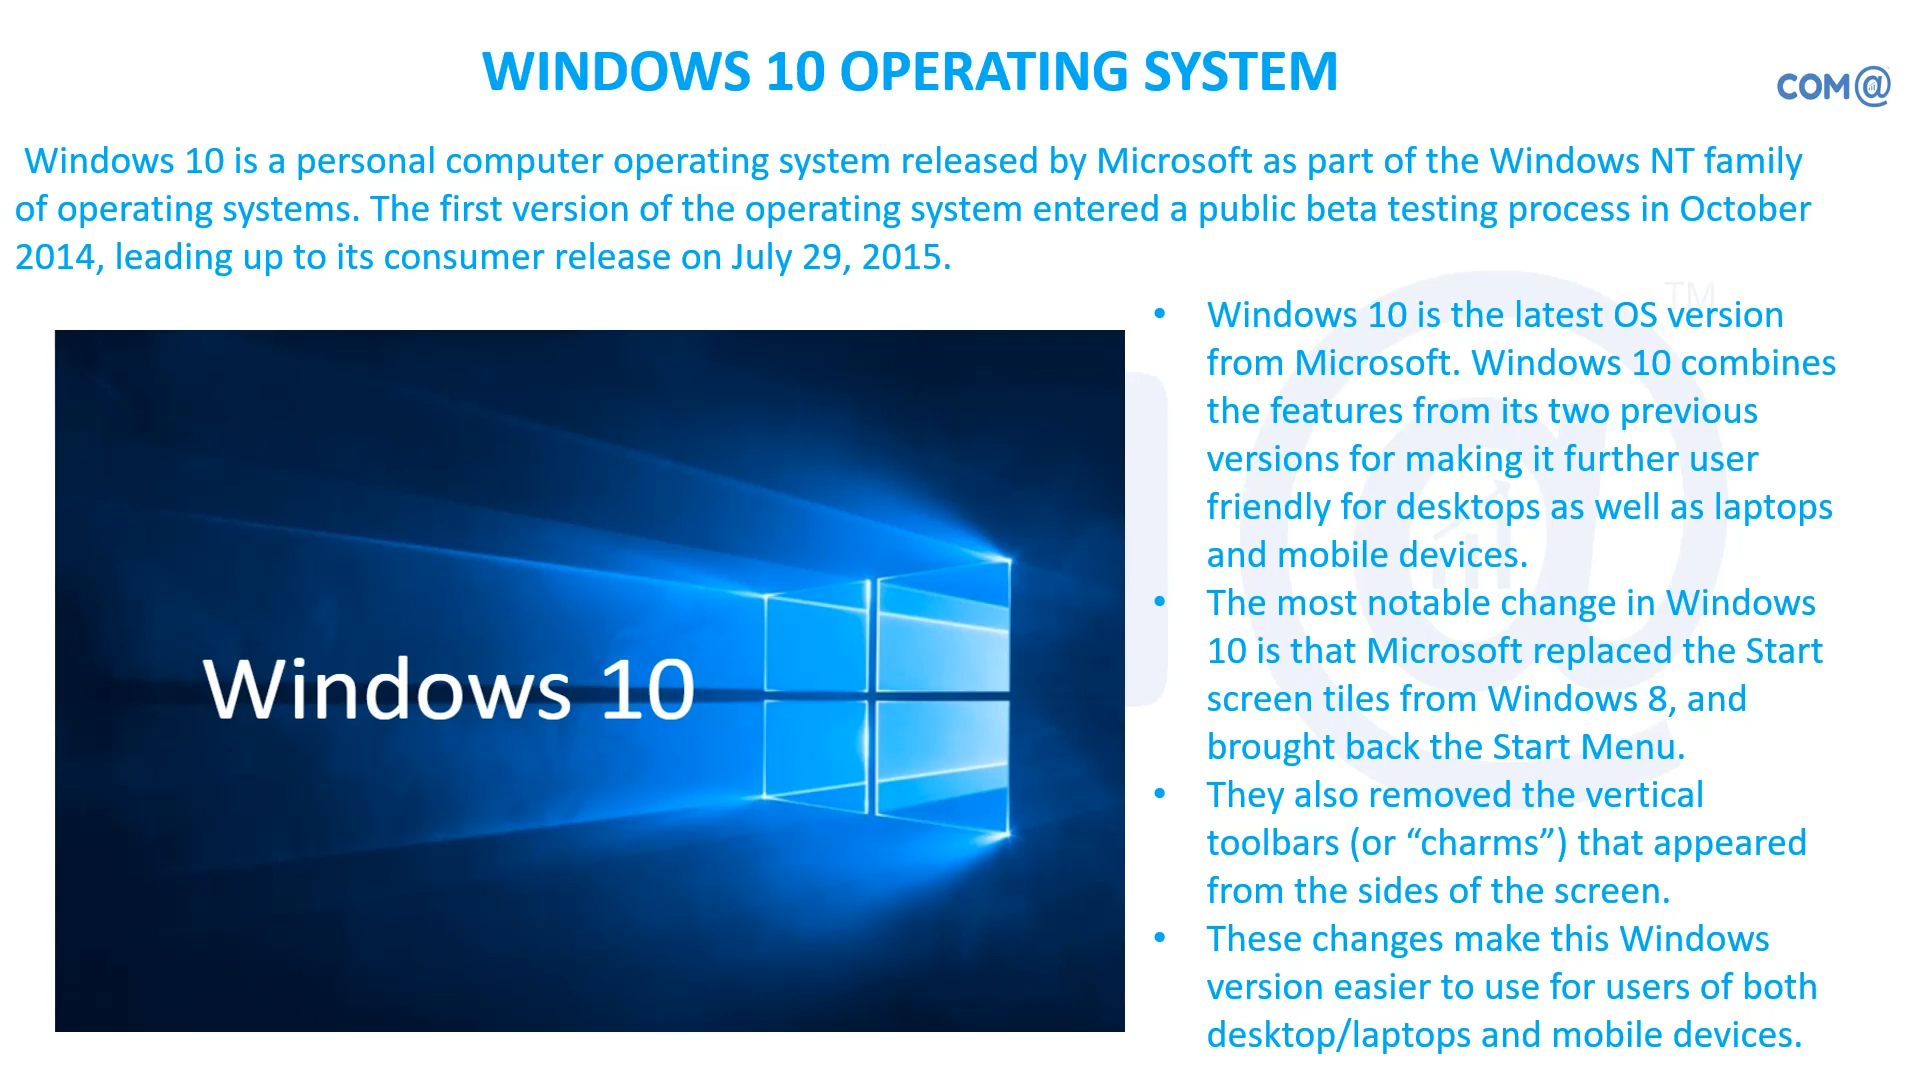 WINDOWS 10 OPERATING SYSTEM
COM@
Windows 10 is a personal computer operating system released by Microsoft as part of the Windows NT family
of operating systems. The first version of the operating system entered a public beta testing process in October
2014, leading up to its consumer release on July 29, 2015.
Windows 10
TM
• Windows 10 is the latest OS version
from Microsoft. Windows 10 combines
the features from its two previous
versions for making it further user
friendly for desktops as well as laptops
and mobile devices.
• The most notable change in Windows
10 is that Microsoft replaced the Start
screen tiles from Windows 8, and
brought back the Start Menu.
• They also removed the vertical
toolbars (or “charms”) that appeared
from the sides of the screen.
• These changes make this Windows
version easier to use for users of both
desktop/laptops and mobile devices.